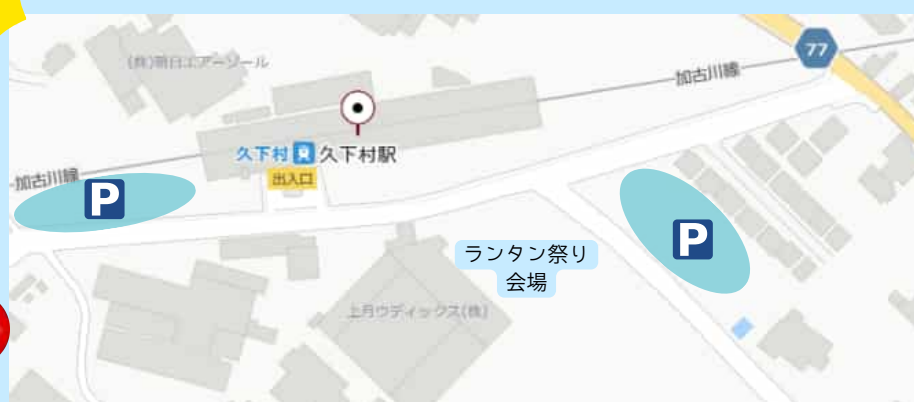 (株)明日エアーゾール
77
加古川線
久下村 久下村駅
出入口
加古川線
P
P
ランタン祭り
会場
上月ウディックス(株)